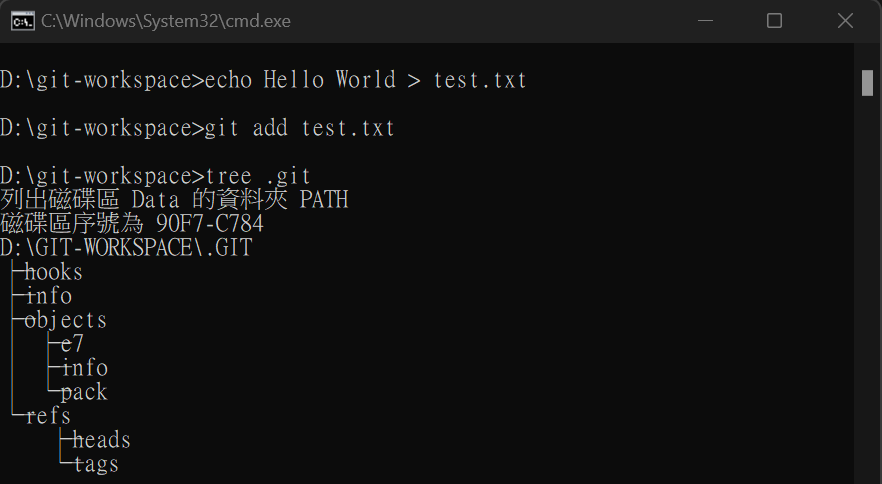 C:\Windows\System32\cmd.exe
D:\git-workspace>echo Hello World > test.txt
D:\git-workspace>git add test.txt
D:\git-workspace>tree .git
列出磁碟區 Data 的資料夾 PATH
磁碟區序號為 90F7-C784
D:\GIT-WORKSPACE\.GIT
├─hooks
├─info
├─objects
│  ├─e7
│  ├─info
│  └─pack
└─refs
    ├─heads
    └─tags